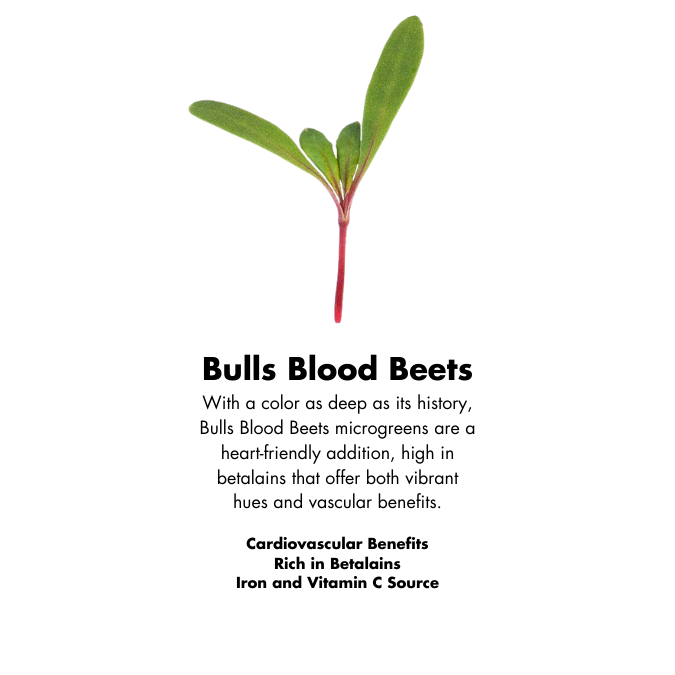 Bulls Blood Beets
With a color as deep as its history,
Bulls Blood Beets microgreens are a
heart-friendly addition, high in
betalains that offer both vibrant
hues and vascular benefits.
Cardiovascular Benefits
Rich in Betalains
Iron and Vitamin C Source